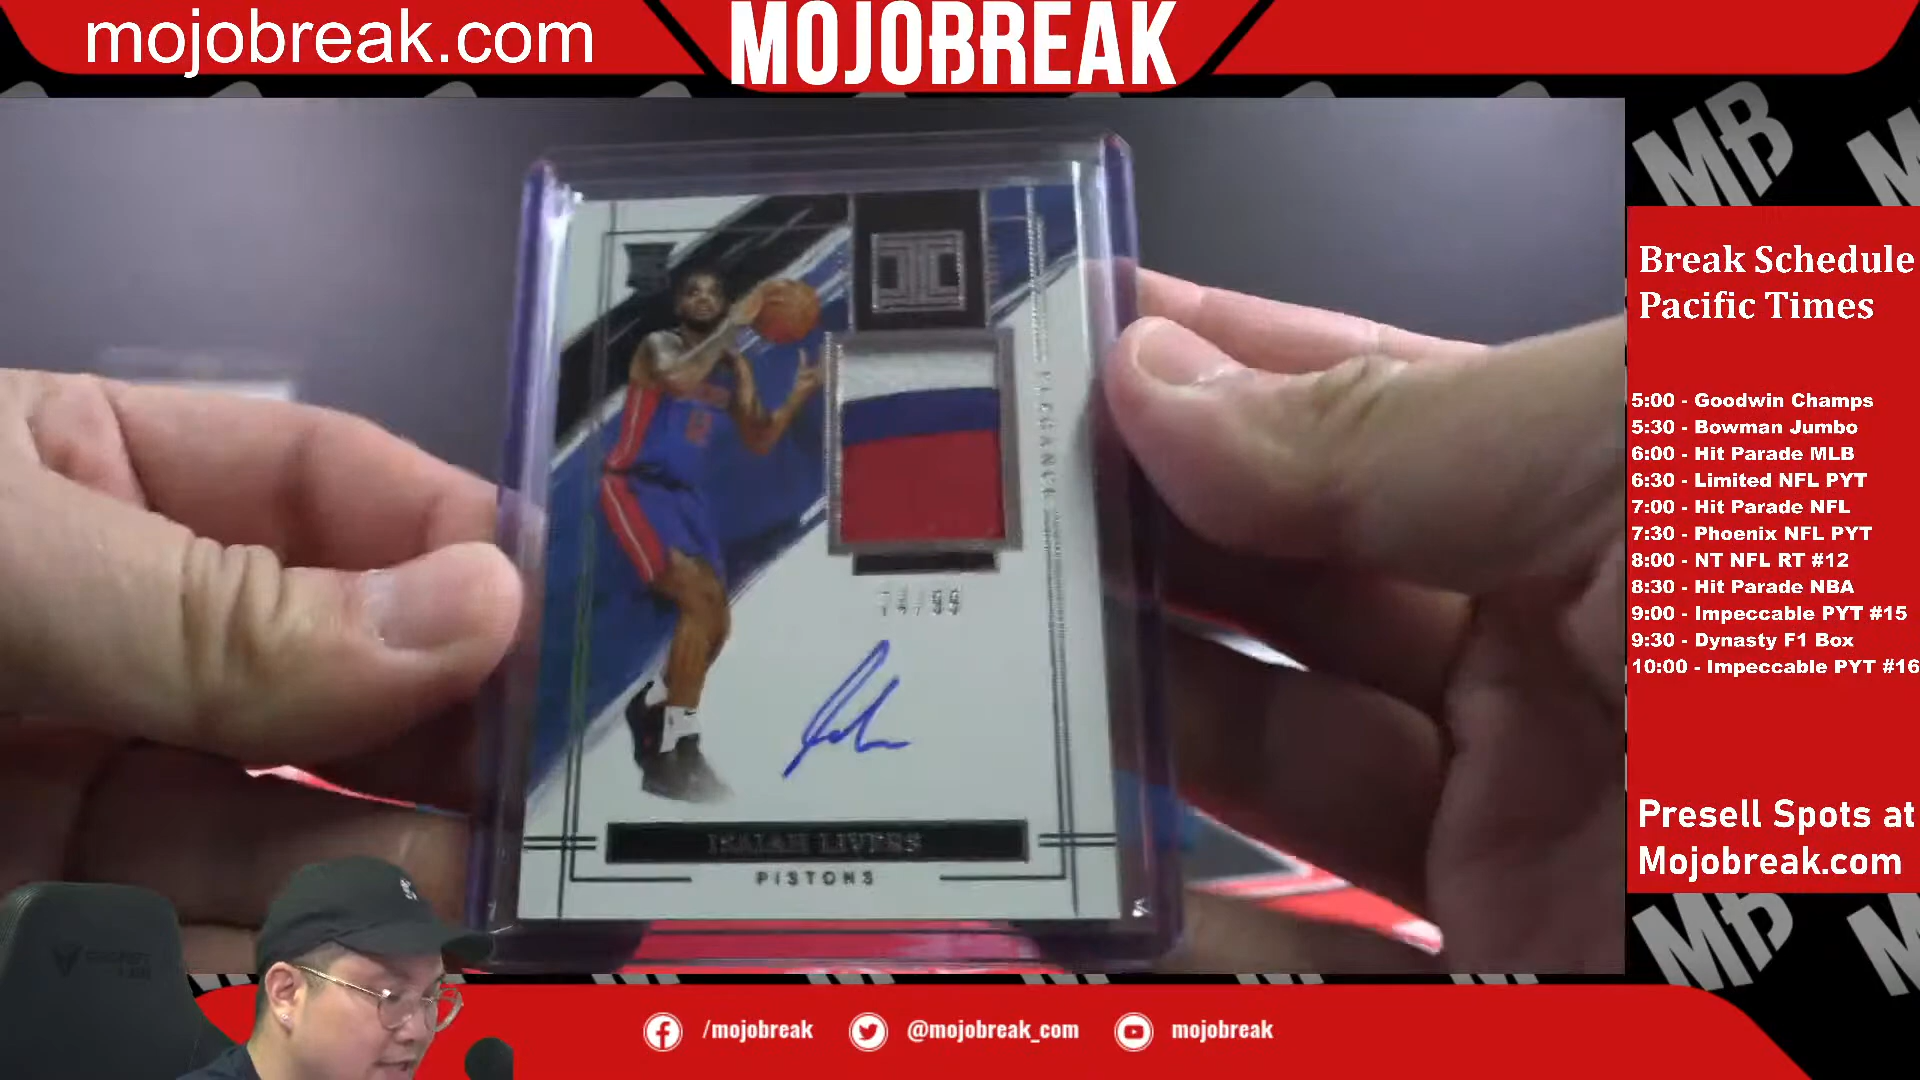 mojobreak.com
MOJOBREAK
MB
Break Schedule
Pacific Times
5:00 - Goodwin Champs
5:30 - Bowman Jumbo
6:00 - Hit Parade MLB
6:30 - Limited NFL PYT
7:00 - Hit Parade NFL
7:30 - Phoenix NFL PYT
8:00 - NT NFL RT #12
8:30 - Hit Parade NBA
9:00 - Impeccable PYT #15
9:30 - Dynasty F1 Box
10:00 - Impeccable PYT #16
Presell Spots at
Mojobreak.com
MB
ELEGANCE
ISAIAH LIVERS
PISTONS
/mojobreak
@mojobreak_com
mojobreak